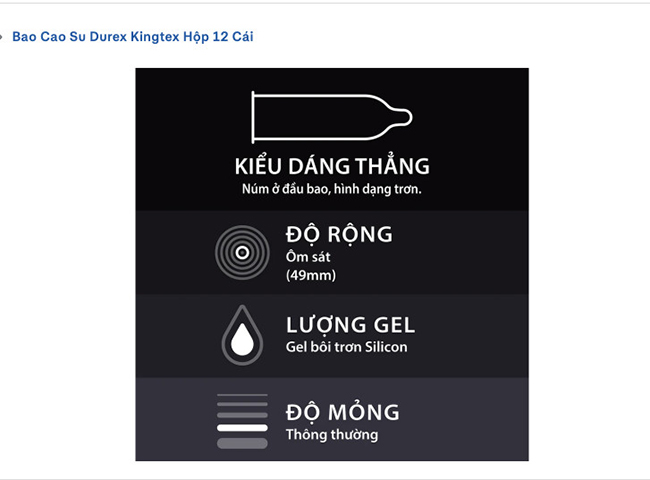 Bao Cao Su Durex Kingtex Hộp 12 Cái
KIỂU DÁNG THẲNG
Núm ở đầu bao, hình dạng trơn.
ĐỘ RỘNG
Ôm sát
(49mm)
LƯỢNG GEL
Gel bôi trơn Silicon
ĐỘ MỎNG
Thông thường